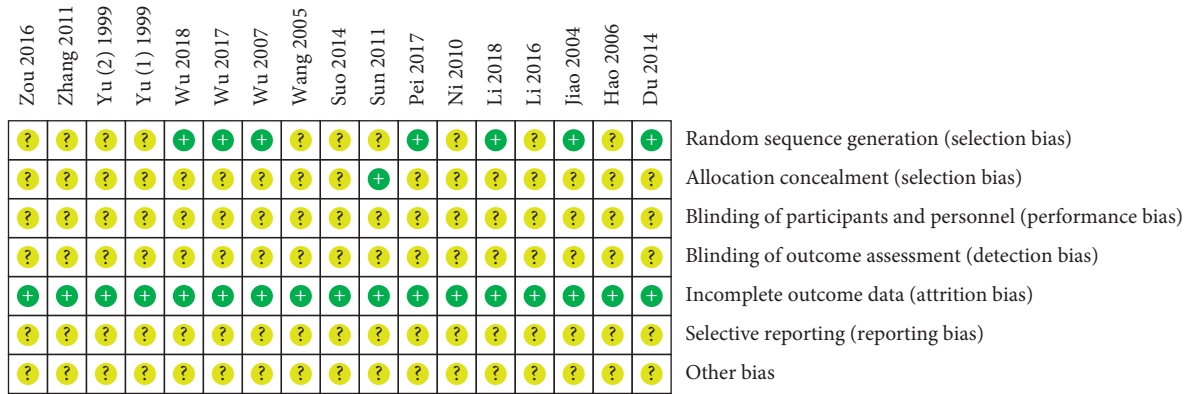 Zou 2016
Zhang 2011
Yu (2) 1999
Yu (1) 1999
Wu 2018
Wu 2017
Wu 2007
Wang 2005
Suo 2014
Sun 2011
Pei 2017
Ni 2010
Li 2018
Li 2016
Jiao 2004
Hao 2006
Du 2014
? ? ? ? + + + ? ? ? + ? + ? + ? + Random sequence generation (selection bias)
? ? ? ? ? ? ? ? ? + ? ? ? ? ? ? ? Allocation concealment (selection bias)
? ? ? ? ? ? ? ? ? ? ? ? ? ? ? ? ? Blinding of participants and personnel (performance bias)
? ? ? ? ? ? ? ? ? ? ? ? ? ? ? ? ? Blinding of outcome assessment (detection bias)
+ + + + + + + + + + + + + + + + + Incomplete outcome data (attrition bias)
? ? ? ? ? ? ? ? ? ? ? ? ? ? ? ? ? Selective reporting (reporting bias)
? ? ? ? ? ? ? ? ? ? ? ? ? ? ? ? ? Other bias